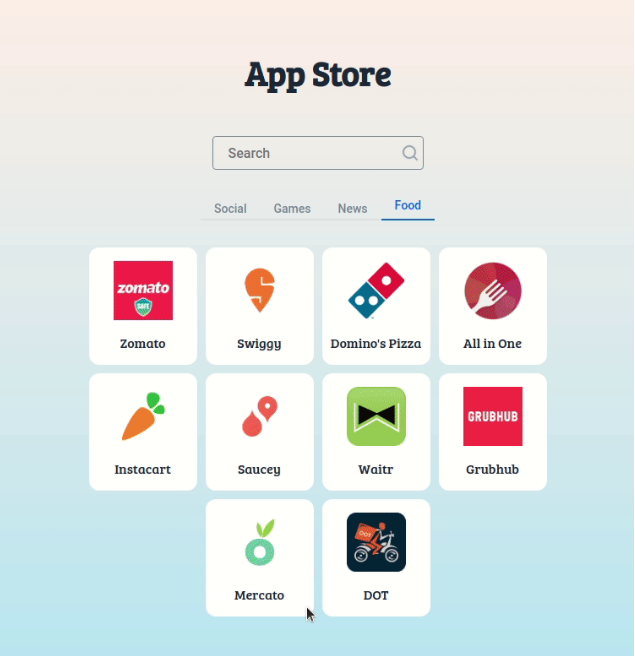 App Store
Search
Social Games News Food
zomato
SAFE
Zomato Swiggy Domino's Pizza All in One
GRUBHUB
Instacart Saucey Waitr Grubhub
DOT
Mercato DOT